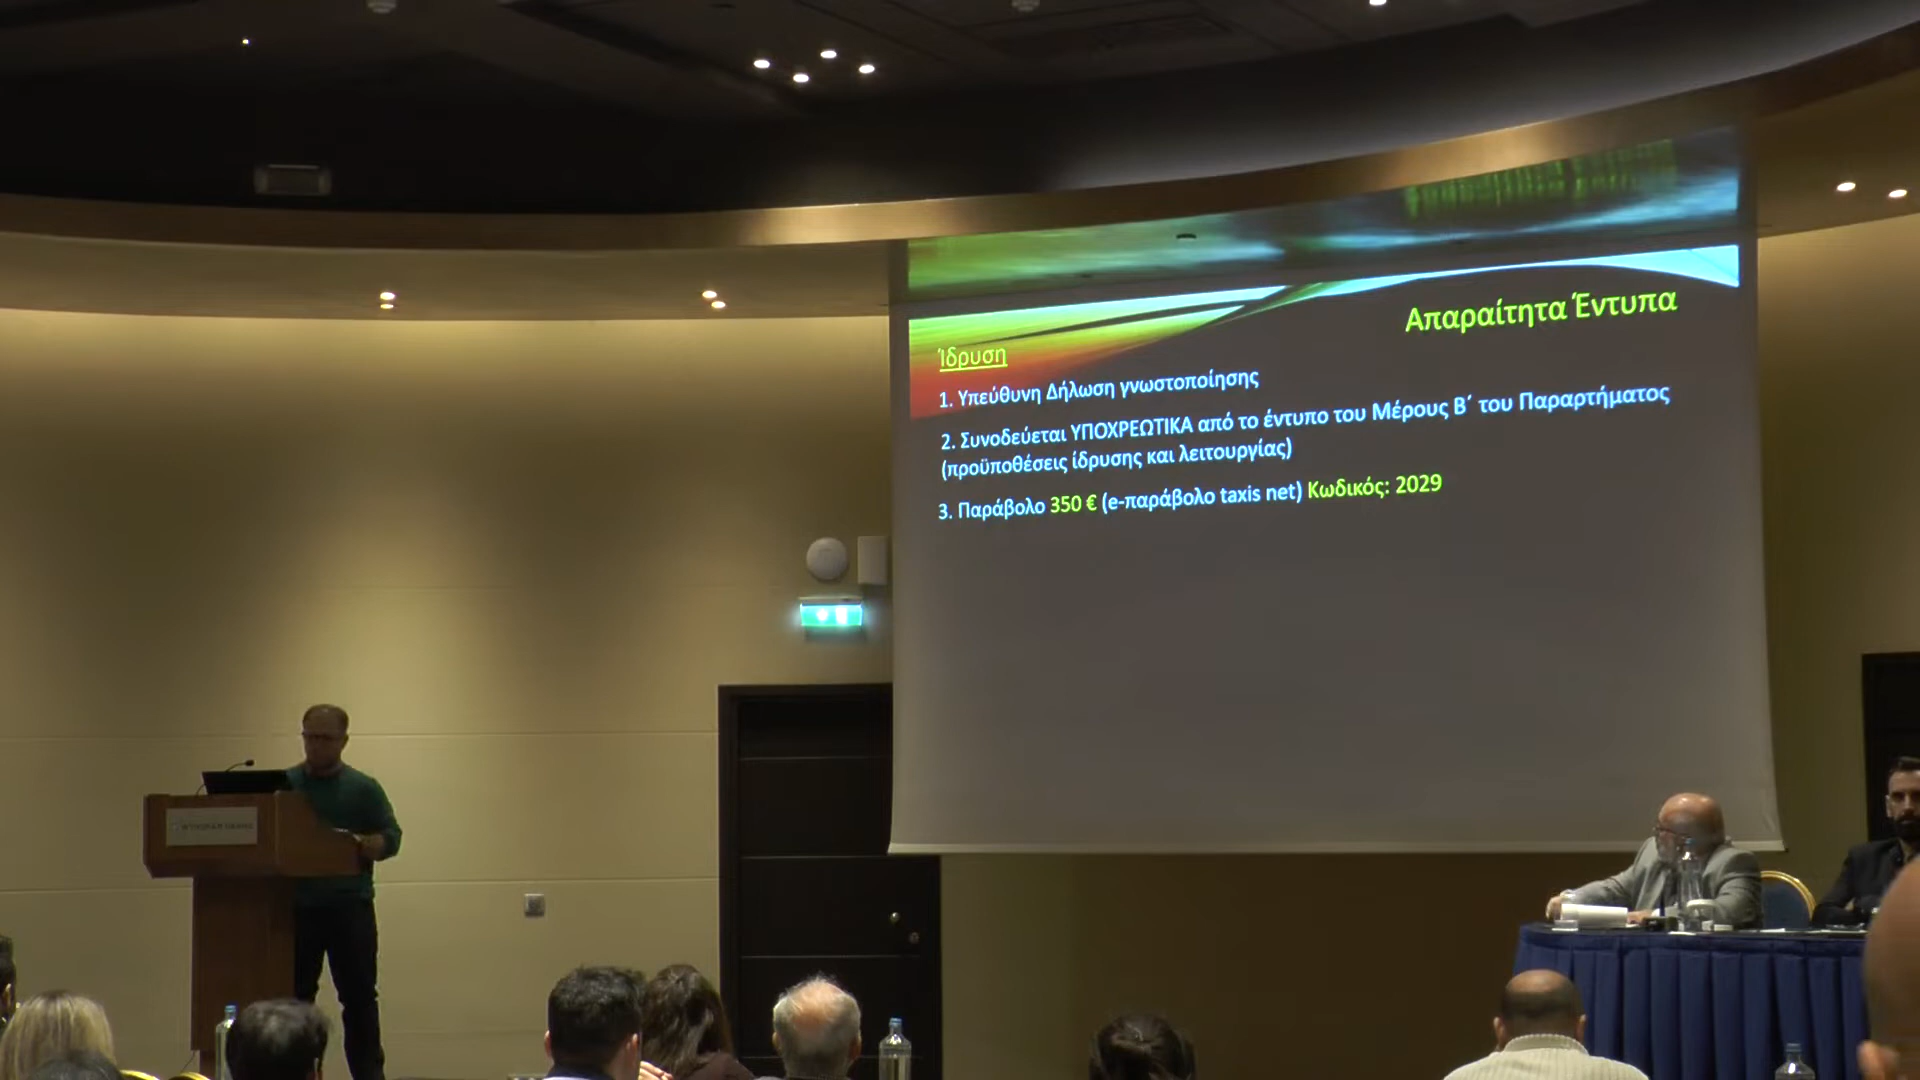 Απαραίτητα Έντυπα
Ίδρυση
1. Υπεύθυνη Δήλωση γνωστοποίησης
2. Συνοδεύεται ΥΠΟΧΡΕΩΤΙΚΑ από το έντυπο του Μέρους Β΄ του Παραρτήματος
(προϋποθέσεις ίδρυσης και λειτουργίας)
3. Παράβολο 350 € (e-παράβολο taxis net) Κωδικός: 2029